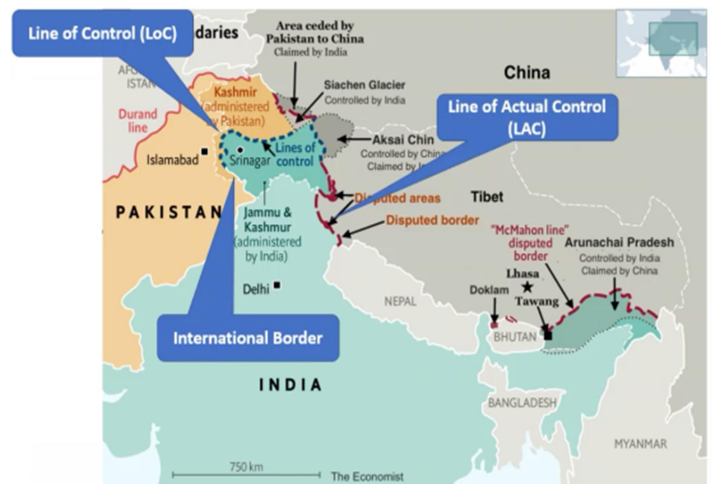 Line of Control (LoC)
daries
Area ceded by
Pakistan to China
Claimed by India
China
Siachen Glacier
Controlled by India
Kashmir
(administered
by Pakistan)
Durand
line
Line of Actual Control
(LAC)
Aksai Chin
Controlled by China
Claimed by
Islamabad
Srinagar
Lines of
control
Disputed areas
Tibet
PAKISTAN
Jammu &
Kashmur
(administered
by India)
Disputed border
"McMahon line"
disputed
border
Arunachai Pradesh
Controlled by India
Claimed by China
Lhasa
Doklam
Tawang
Delhi
NEPAL
International Border
BHUTAN
INDIA
BANGLADESH
MYANMAR
750 km
The Economist